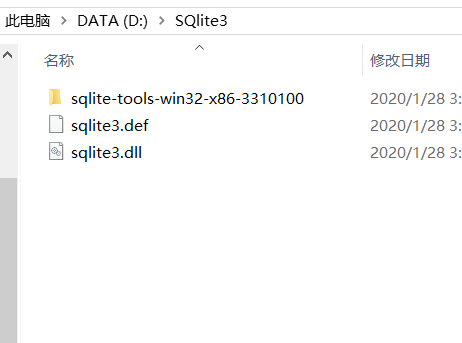 此电脑 > DATA (D:) > SQlite3
名称 修改日期
sqlite-tools-win32-x86-3310100 2020/1/28 3:
sqlite3.def 2020/1/28 3:
sqlite3.dll 2020/1/28 3: